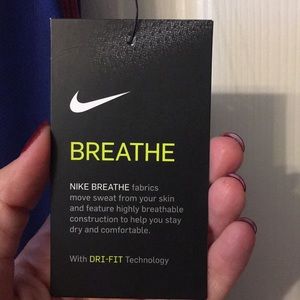 BREATHE
NIKE BREATHE fabrics
move sweat from your skin
and feature highly breathable
construction to help you stay
dry and comfortable.
With DRI-FIT Technology